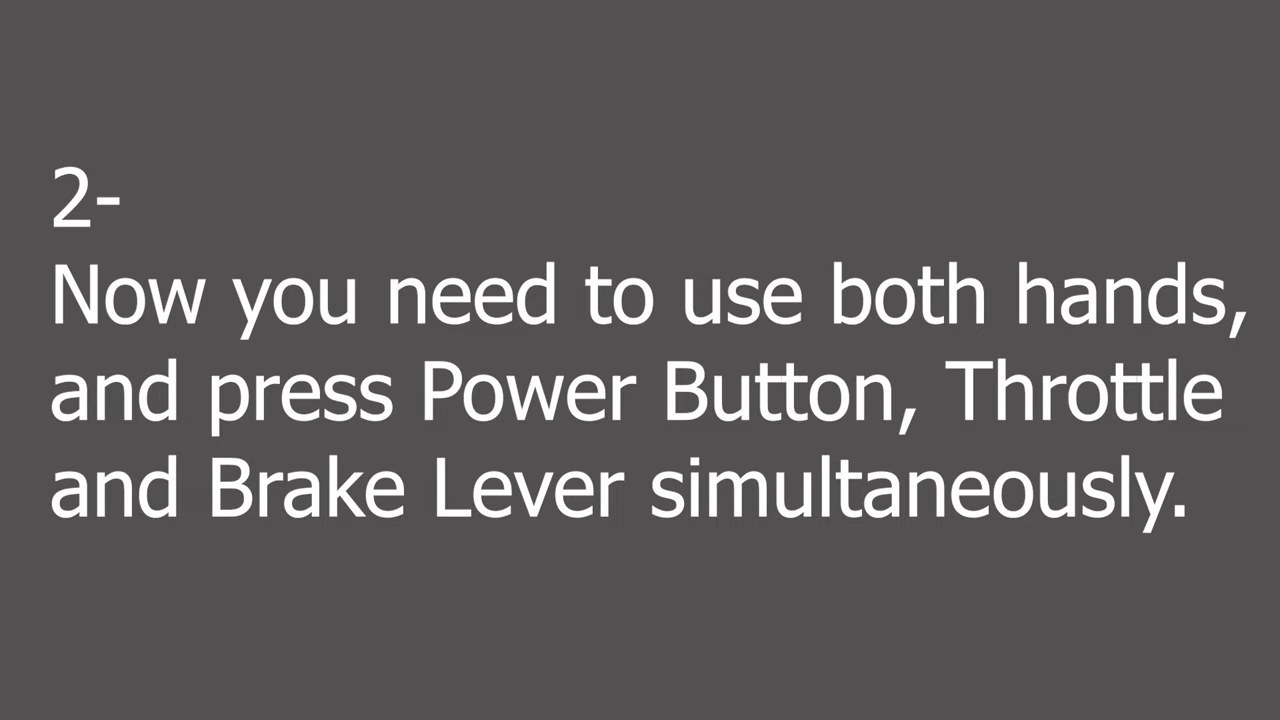 2-
Now you need to use both hands,
and press Power Button, Throttle
and Brake Lever simultaneously.